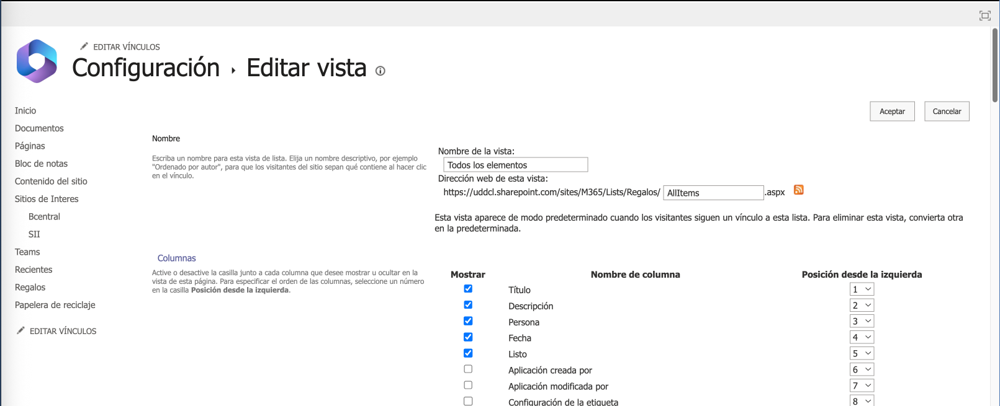 EDITAR VÍNCULOS
Configuración ▸ Editar vista
Inicio
Documentos
Páginas
Bloc de notas
Contenido del sitio
Sitios de Interes
Bcentral
SII
Teams
Recientes
Regalos
Papelera de reciclaje
EDITAR VÍNCULOS
Aceptar Cancelar
Nombre
Escriba un nombre para esta vista de lista. Elija un nombre descriptivo, por ejemplo
"Ordenado por autor", para que los visitantes del sitio sepan qué contiene al hacer clic
en el vínculo.
Nombre de la vista:
Todos los elementos
Dirección web de esta vista:
https://uddcl.sharepoint.com/sites/M365/Lists/Regalos/ AllItems .aspx
Esta vista aparece de modo predeterminado cuando los visitantes siguen un vínculo a esta lista. Para eliminar esta vista, convierta otra
en la predeterminada.
Columnas
Active o desactive la casilla junto a cada columna que desee mostrar u ocultar en la
vista de esta página. Para especificar el orden de las columnas, seleccione un número
en la casilla Posición desde la izquierda.
Mostrar Nombre de columna Posición desde la izquierda
Título 1
Descripción 2
Persona 3
Fecha 4
Listo 5
Aplicación creada por 6
Aplicación modificada por 7
Configuración de la etiqueta 8